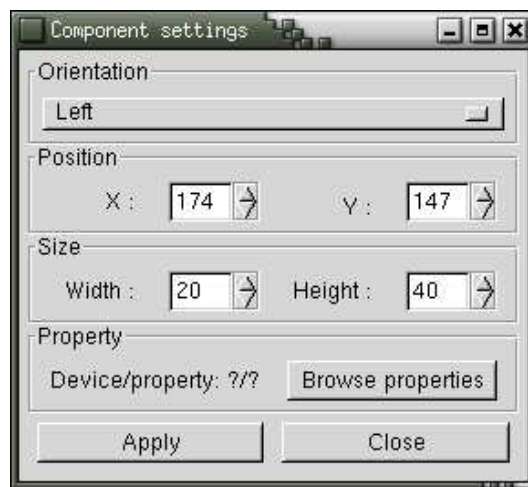 Component settings
Orientation
Left
Position
X : 174 Y : 147
Size
Width : 20 Height : 40
Property
Device/property: ?/? Browse properties
Apply Close